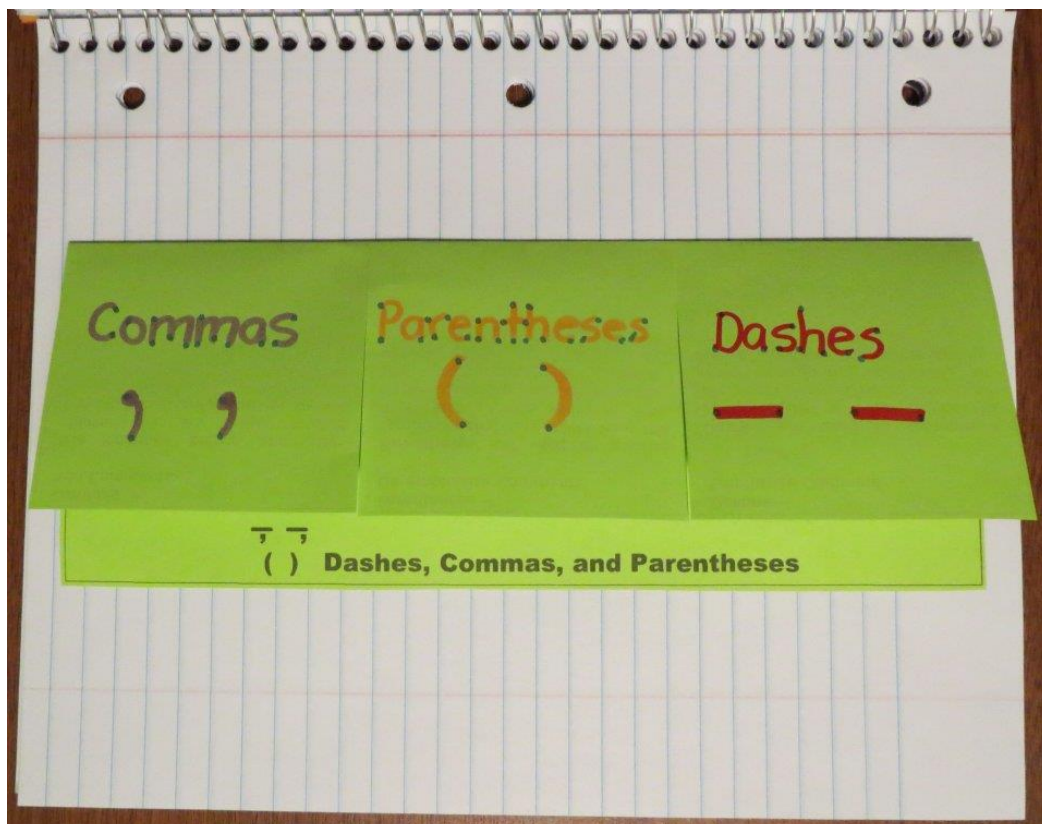 Commas
, ,
Parentheses
( )
Dashes
— —
– –
, ,
( ) Dashes, Commas, and Parentheses